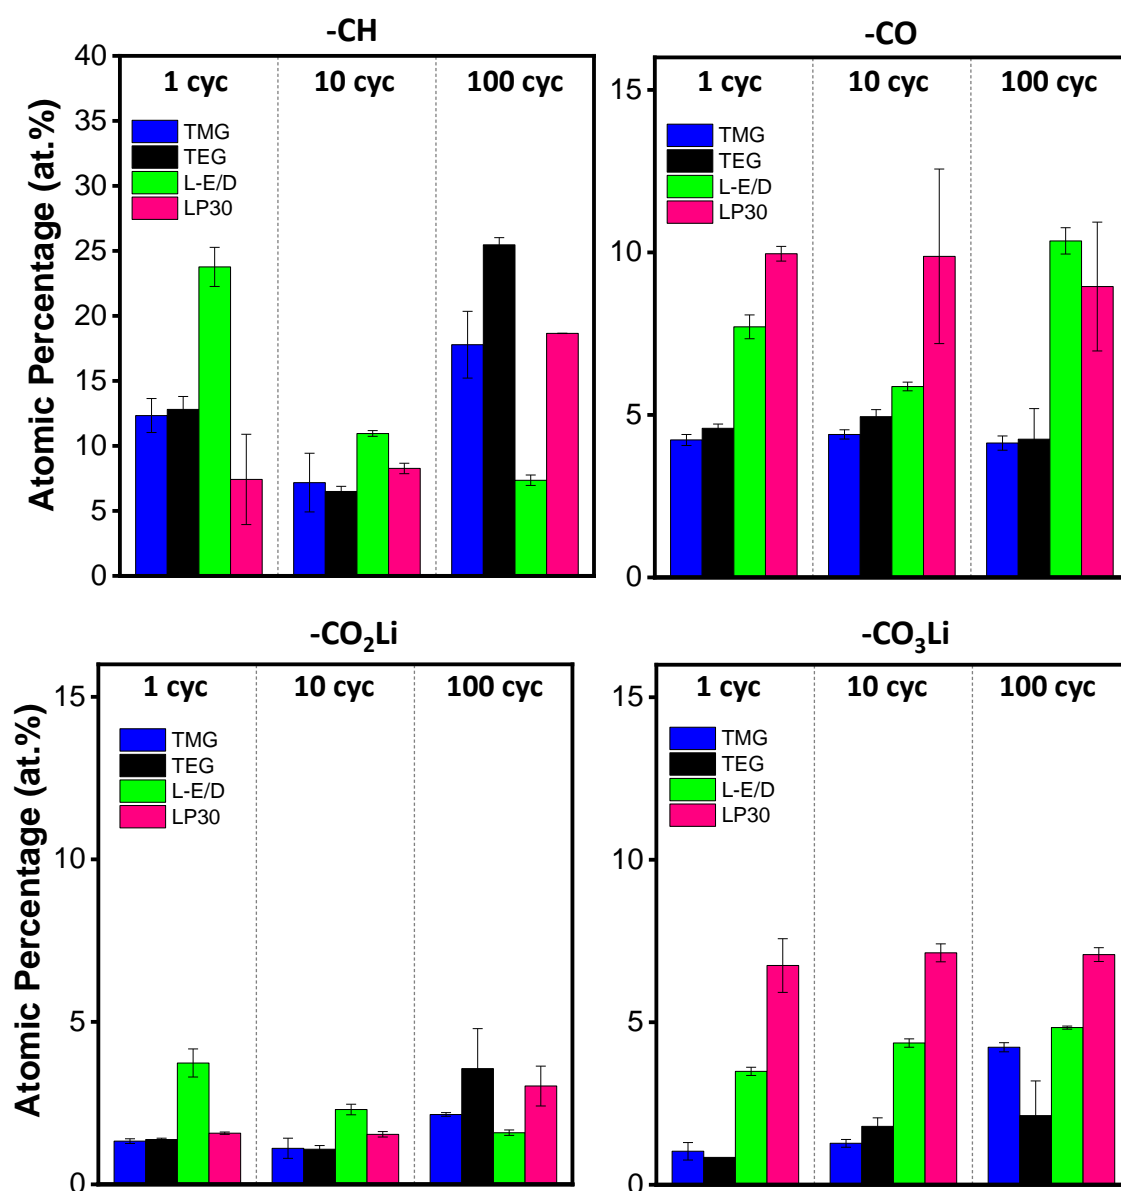 -CH
Atomic Percentage (at.%)
40
35
30
25
20
15
10
5
0
1 cyc
10 cyc
100 cyc
TMG
TEG
L-E/D
LP30
-CO
15
10
5
0
1 cyc
10 cyc
100 cyc
TMG
TEG
L-E/D
LP30
-CO₂Li
Atomic Percentage (at.%)
15
10
5
0
1 cyc
10 cyc
100 cyc
TMG
TEG
L-E/D
LP30
-CO₃Li
15
10
5
0
1 cyc
10 cyc
100 cyc
TMG
TEG
L-E/D
LP30